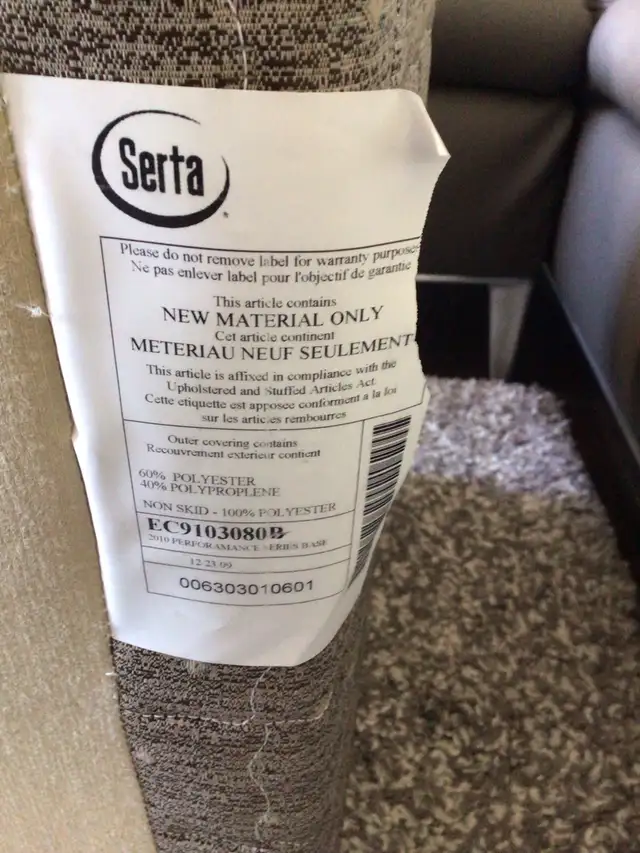 Serta
Please do not remove label for warranty purposes
Ne pas enlever label pour l'objectif de garantie
This article contains
NEW MATERIAL ONLY
Cet article continent
METERIAU NEUF SEULEMENT
This article is affixed in compliance with the
Upholstered and Stuffed Articles Act
Cette etiquette est apposee conforment a la loi
sur les articles rembourres
Outer covering contains
Recouvrement exterieur contient
60% POLYESTER
40% POLYPROPLENE
NON SKID - 100% POLYESTER
EC9103080B
2010 PERFORAMANCE SERIES BASE
12 23 09
006303010601